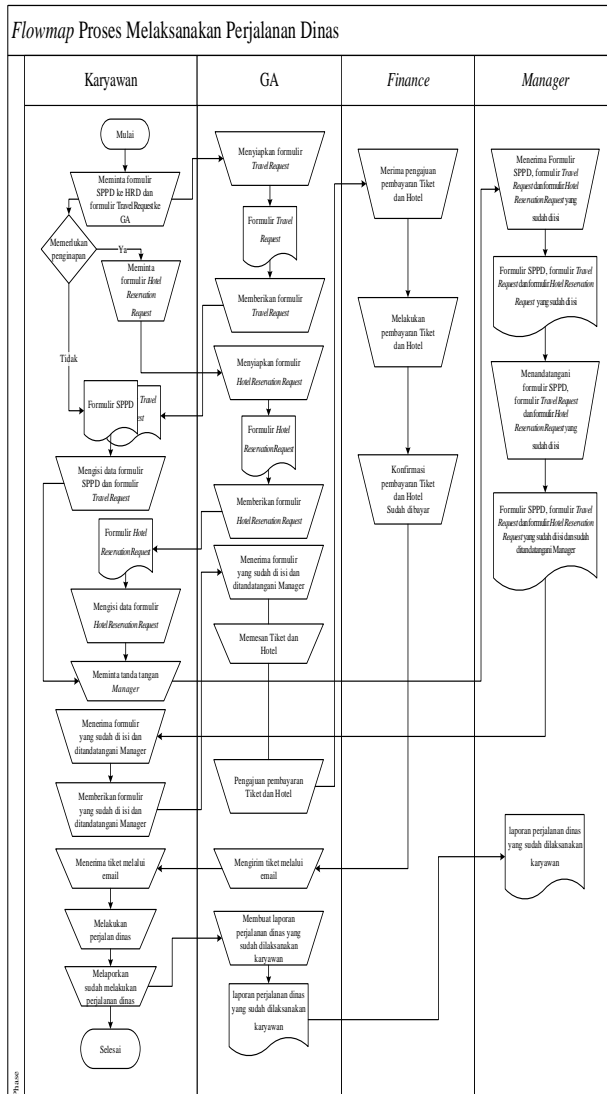 Flowmap Proses Melaksanakan Perjalanan Dinas
Karyawan
GA
Finance
Manager
Mulai
Meminta formulir
SPPD ke HRD dan
formulir Travel Request ke
GA
Memerlukan
penginapan
Ya
Meminta
formulir Hotel
Reservation
Request
Tidak
Formulir SPPD
Travel
est
Mengisi data formulir
SPPD dan formulir
Travel Request
Formulir Hotel
Reservation Request
Mengisi data formulir
Hotel Reservation Request
Meminta tanda tangan
Manager
Menerima formulir
yang sudah di isi dan
ditandatangani Manager
Memberikan formulir
yang sudah di isi dan
ditandatangani Manager
Menerima tiket melalui
email
Melakukan
perjalan dinas
Melaporkan
sudah melakukan
perjalanan dinas
Selesai
Menyiapkan formulir
Travel Request
Formulir Travel
Request
Memberikan formulir
Travel Request
Menyiapkan formulir
Hotel Reservation Request
Formulir Hotel
Reservation Request
Memberikan formulir
Hotel Reservation Request
Menerima formulir
yang sudah di isi dan
ditandatangani Manager
Memesan Tiket dan
Hotel
Pengajuan pembayaran
Tiket dan Hotel
Mengirim tiket melalui
email
Membuat laporan
perjalanan dinas yang
sudah dilaksanakan
karyawan
laporan perjalanan dinas
yang sudah dilaksanakan
karyawan
Merima pengajuan
pembayaran Tiket
dan Hotel
Melakukan
pembayaran Tiket
dan Hotel
Konfirmasi
pembayaran Tiket
dan Hotel
Sudah dibayar
Menerima Formulir
SPPD, formulir Travel
Request dan formulir Hotel
Reservation Request yang
sudah di isi
Formulir SPPD, formulir Travel
Request dan formulir Hotel Reservation
Request yang sudah di isi
Menandatangani
formulir SPPD,
formulir Travel Request
dan formulir Hotel
Reservation Request yang
sudah di isi
Formulir SPPD, formulir Travel
Request dan formulir Hotel Reservation
Request yang sudah di isi dan sudah
ditandatangani Manager
laporan perjalanan dinas
yang sudah dilaksanakan
karyawan
Phase